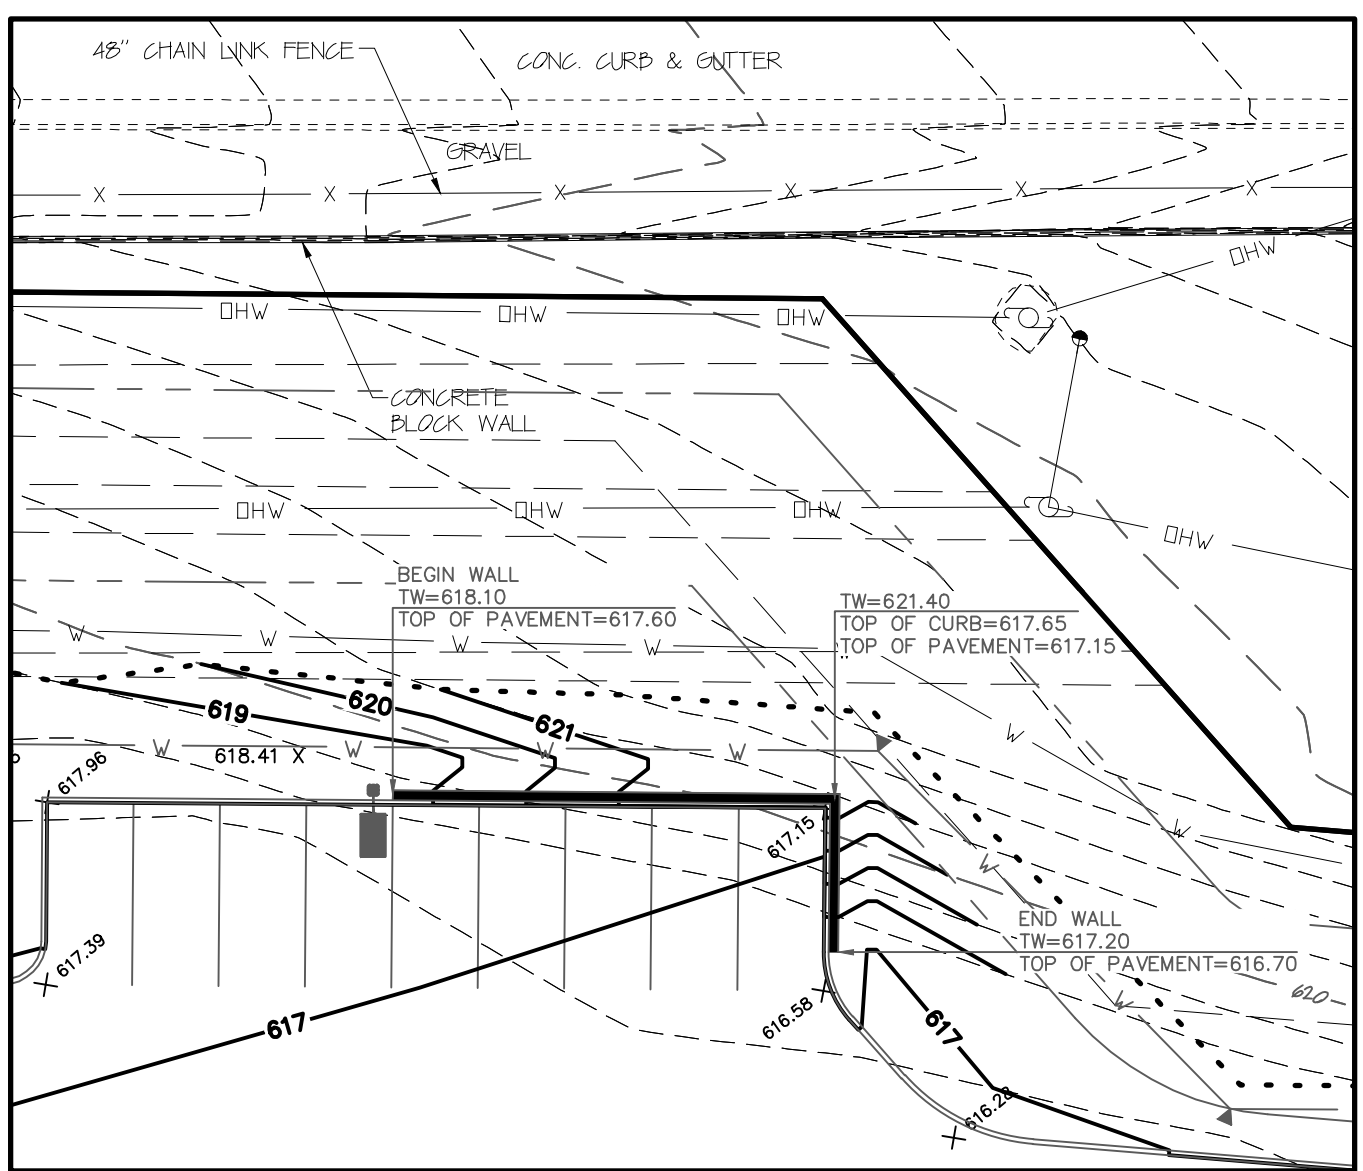 48" CHAIN LINK FENCE
CONC. CURB & GUTTER
GRAVEL
X X X X X X
OHW
OHW OHW OHW
CONCRETE
BLOCK WALL
OHW OHW OHW
OHW
BEGIN WALL
TW=618.10
TOP OF PAVEMENT=617.60
TW=621.40
TOP OF CURB=617.65
TOP OF PAVEMENT=617.15
W W W W
619
620
621
W
618.41 X
W W W W
617.96
617.15
W
W
END WALL
TW=617.20
TOP OF PAVEMENT=616.70
617.39
620
W
616.58
617
617
616.28